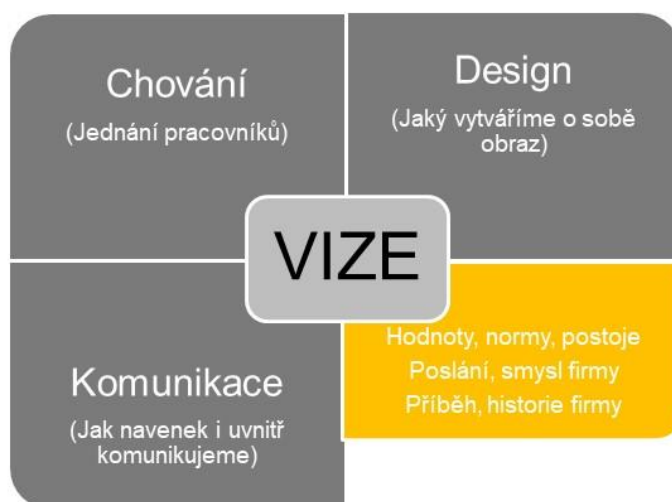 Chování
(Jednání pracovníků)
Design
(Jaký vytváříme o sobě
obraz)
VIZE
Komunikace
(Jak navenek i uvnitř
komunikujeme)
Hodnoty, normy, postoje
Poslání, smysl firmy
Příběh, historie firmy